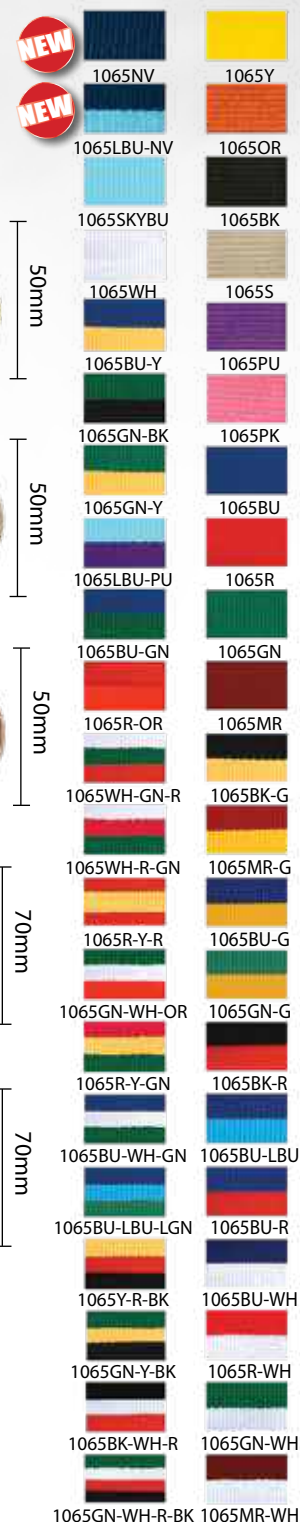 NEW
1065NV 1065Y
NEW
1065LBU-NV 1065OR
1065SKYBU 1065BK
50mm
1065WH 1065S
1065BU-Y 1065PU
1065GN-BK 1065PK
50mm
1065GN-Y 1065BU
1065LBU-PU 1065R
1065BU-GN 1065GN
50mm
1065R-OR 1065MR
1065WH-GN-R 1065BK-G
1065WH-R-GN 1065MR-G
70mm
1065R-Y-R 1065BU-G
1065GN-WH-OR 1065GN-G
1065R-Y-GN 1065BK-R
70mm
1065BU-WH-GN 1065BU-LBU
1065BU-LBU-LGN 1065BU-R
1065Y-R-BK 1065BU-WH
1065GN-Y-BK 1065R-WH
1065BK-WH-R 1065GN-WH
1065GN-WH-R-BK 1065MR-WH